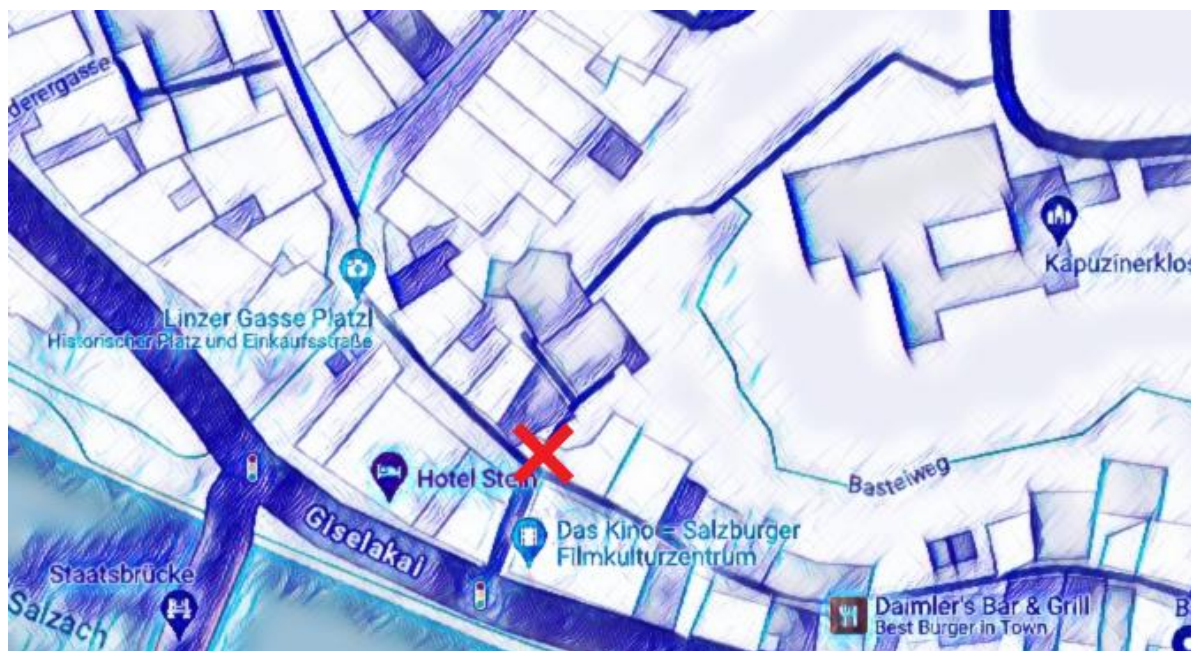 derergasse
Kapuzinerklos
Linzer Gasse Platzl
Historischer Platz und Einkaufsstraße
Hotel Stein
Basteiweg
Giselakai
Das Kino – Salzburger
Filmkulturzentrum
Staatsbrücke
Salzach
Daimler's Bar & Grill
Best Burger in Town
B